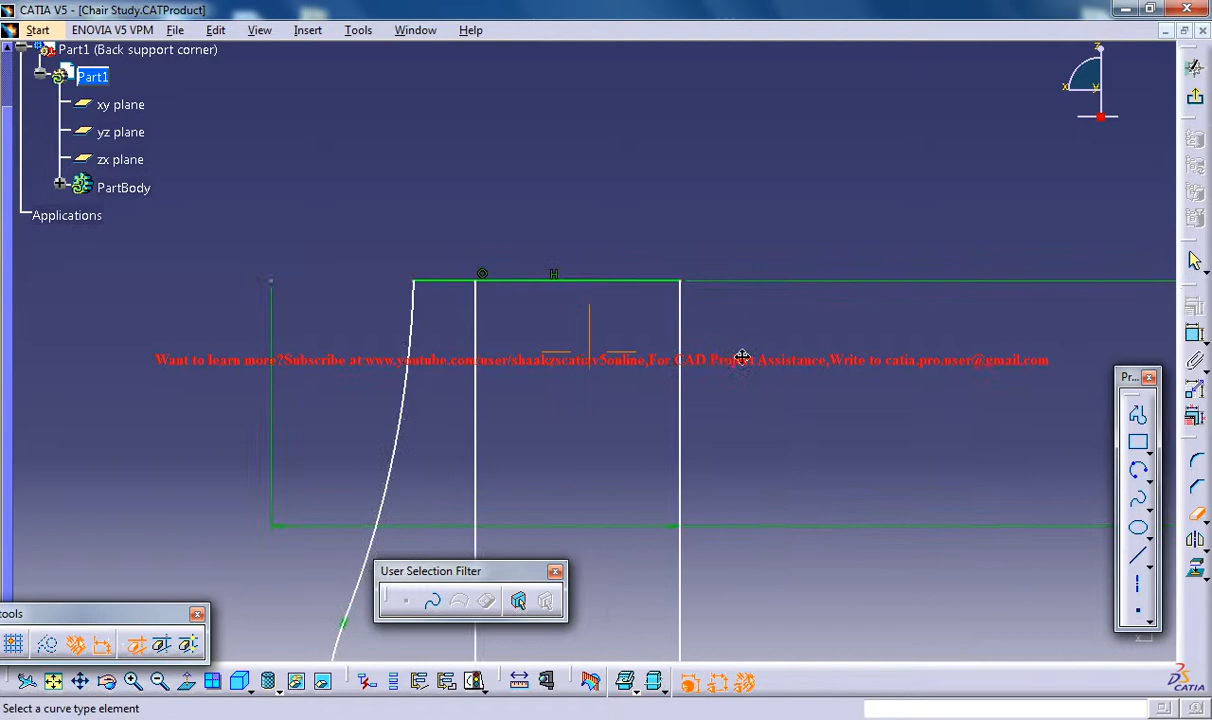 CATIA V5 - [Chair Study.CATProduct]
Start ENOVIA V5 VPM File Edit View Insert Tools Window Help
Part1 (Back support corner)
Part1
xy plane
yz plane
zx plane
PartBody
Applications
z
x
y
H
Want to learn more?Subscribe at www.youtube.com/user/shaakzscatiav5online,For CAD Project Assistance,Write to catia.pro.user@gmail.com
Pr...
User Selection Filter
tools
Select a curve type element